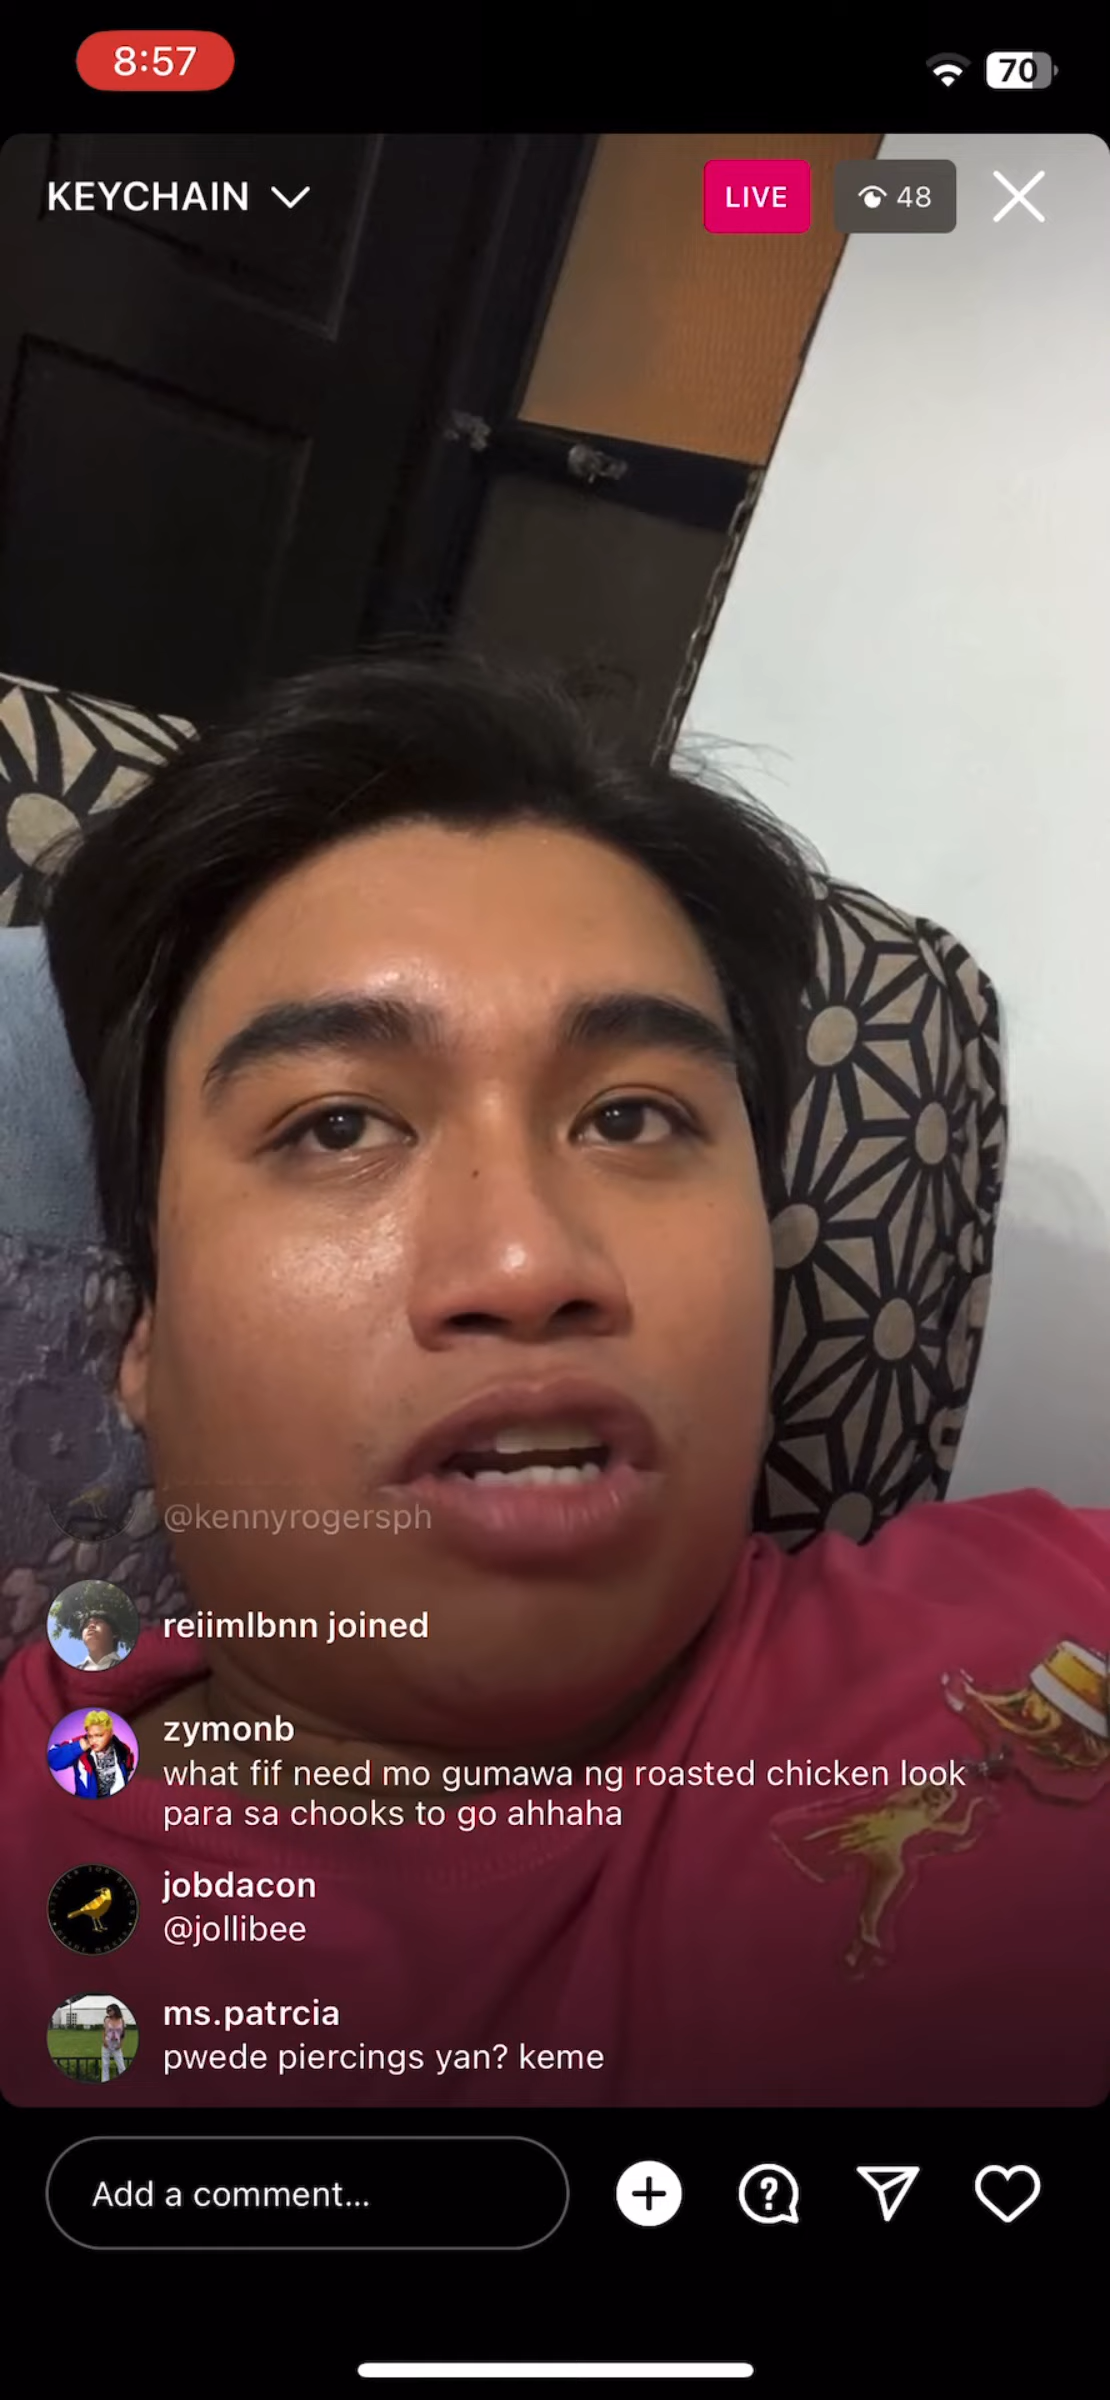 8:57
70
KEYCHAIN
LIVE
48
@kennyrogersph
reiimlbnn joined
zymonb
what fif need mo gumawa ng roasted chicken look
para sa chooks to go ahhaha
jobdacon
@jollibee
ms.patrcia
pwede piercings yan? keme
Add a comment...